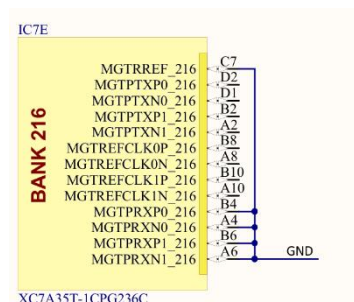 IC7E
BANK 216
MGTRREF_216 C7
MGTPTXP0_216 D2
MGTPTXN0_216 D1
MGTPTXP1_216 B2
MGTPTXN1_216 A2
MGTREFCLK0P_216 B8
MGTREFCLK0N_216 A8
MGTREFCLK1P_216 B10
MGTREFCLK1N_216 A10
MGTPRXP0_216 B4
MGTPRXN0_216 A4
MGTPRXP1_216 B6
MGTPRXN1_216 A6
GND
XC7A35T-1CPG236C